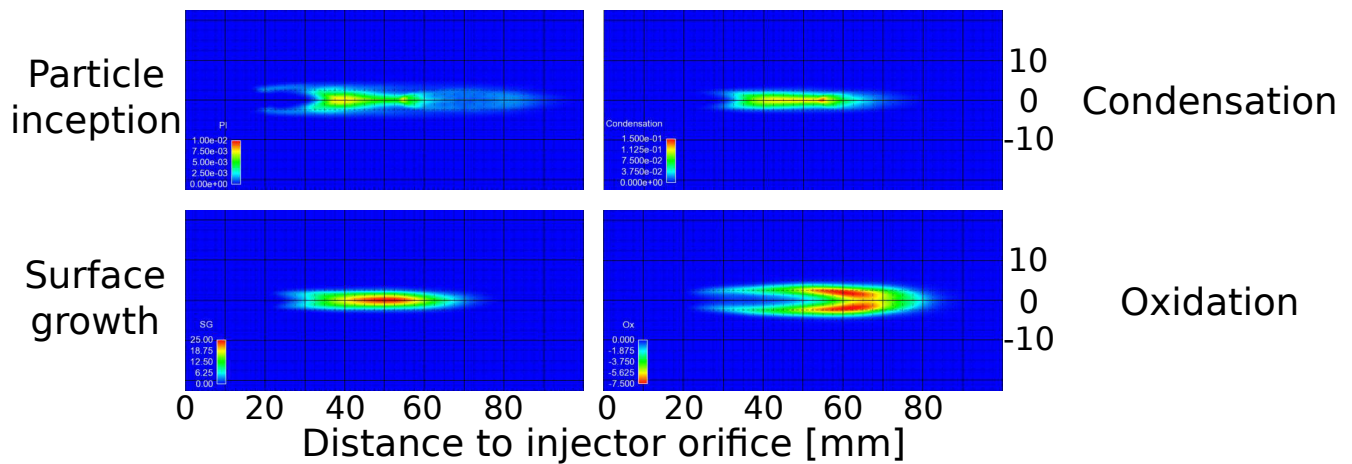 Particle
inception
PI
1.00e-02
7.50e-03
5.00e-03
2.50e-03
0.00e+00
Condensation
1.500e-01
1.125e-01
7.500e-02
3.750e-02
0.000e+00
10
0
-10
Condensation
Surface
growth
SG
25.00
18.75
12.50
6.25
0.00
Ox
0.000
-1.875
-3.750
-5.625
-7.500
10
0
-10
Oxidation
0 20 40 60 80 0 20 40 60 80
Distance to injector orifice [mm]